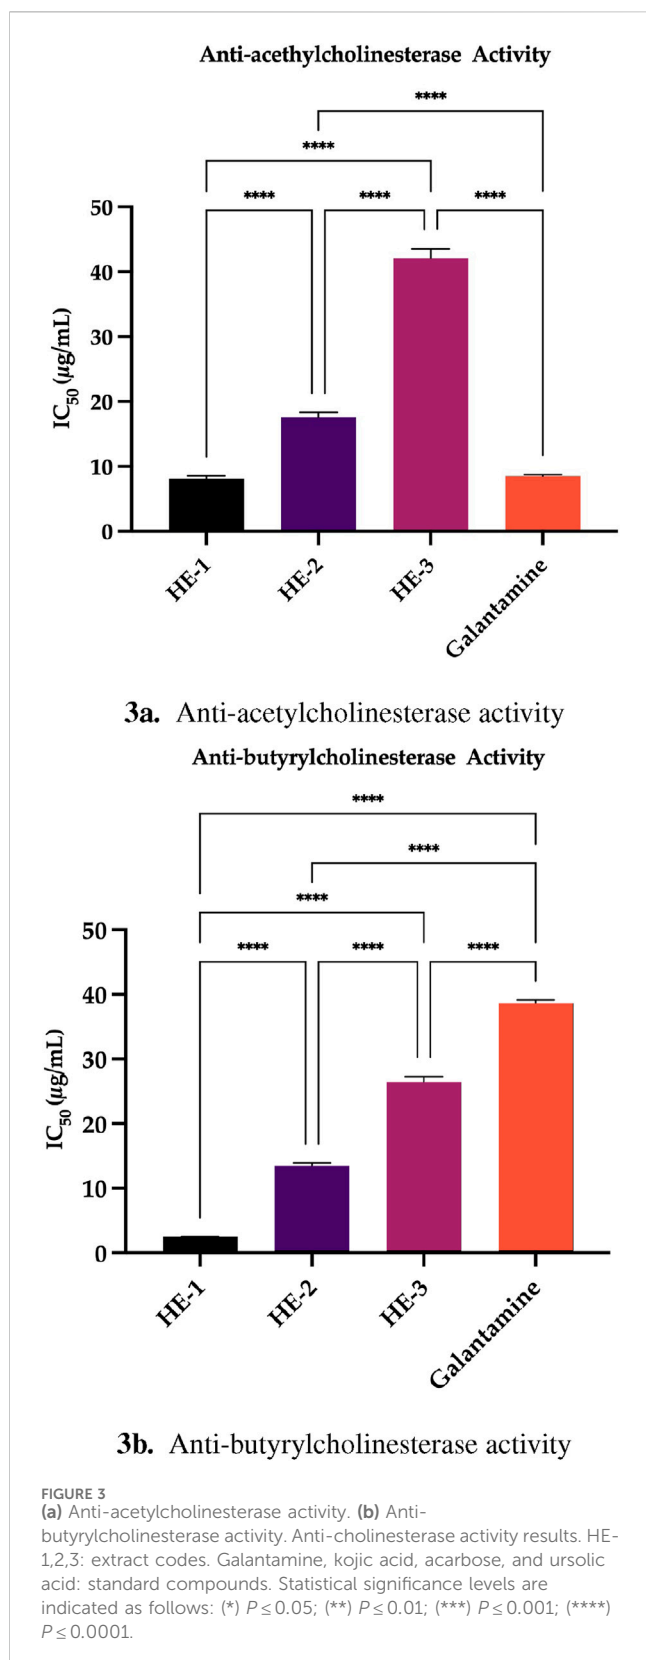 Anti-acethylcholinesterase Activity
****
****
**** **** ****
50
40
30
20
10
0
IC50 (µg/mL)
HE-1 HE-2 HE-3 Galantamine
3a. Anti-acetylcholinesterase activity
Anti-butyrylcholinesterase Activity
****
****
****
**** **** ****
50
40
30
20
10
0
IC50 (µg/mL)
HE-1 HE-2 HE-3 Galantamine
3b. Anti-butyrylcholinesterase activity
FIGURE 3
(a) Anti-acetylcholinesterase activity. (b) Anti-
butyrylcholinesterase activity. Anti-cholinesterase activity results. HE-
1,2,3: extract codes. Galantamine, kojic acid, acarbose, and ursolic
acid: standard compounds. Statistical significance levels are
indicated as follows: (*) P ≤ 0.05; (**) P ≤ 0.01; (***) P ≤ 0.001; (****)
P ≤ 0.0001.